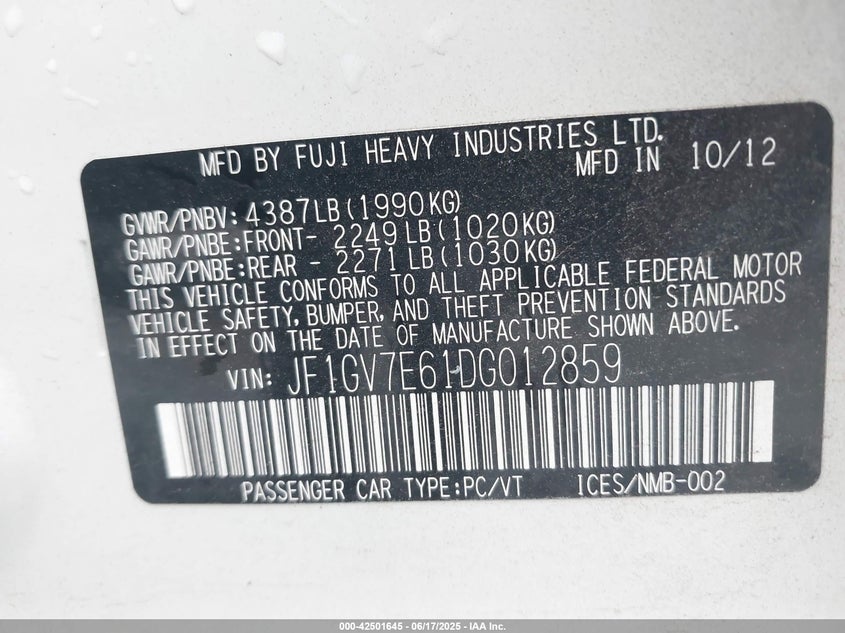 MFD BY FUJI HEAVY INDUSTRIES LTD.
MFD IN 10/12
GVWR/PNBV: 4387LB(1990KG)
GAWR/PNBE:FRONT- 2249LB(1020KG)
GAWR/PNBE:REAR - 2271LB(1030KG)
THIS VEHICLE CONFORMS TO ALL APPLICABLE FEDERAL MOTOR
VEHICLE SAFETY, BUMPER, AND THEFT PREVENTION STANDARDS
IN EFFECT ON THE DATE OF MANUFACTURE SHOWN ABOVE.
VIN: JF1GV7E61DG012859
PASSENGER CAR TYPE:PC/VT ICES/NMB-002
000-42501645 - 06/17/2025 - IAA Inc.